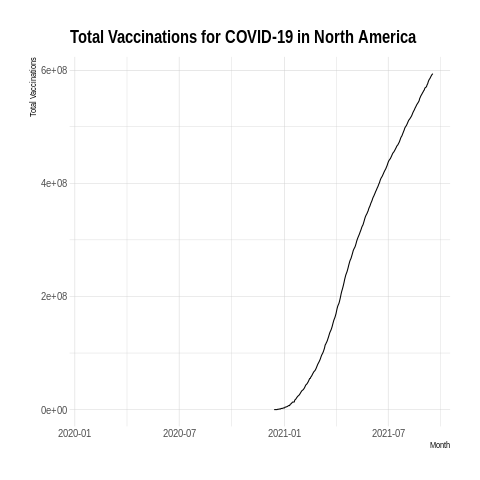 Total Vaccinations for COVID-19 in North America
Total Vaccinations
6e+08
4e+08
2e+08
0e+00
2020-01 2020-07 2021-01 2021-07
Month